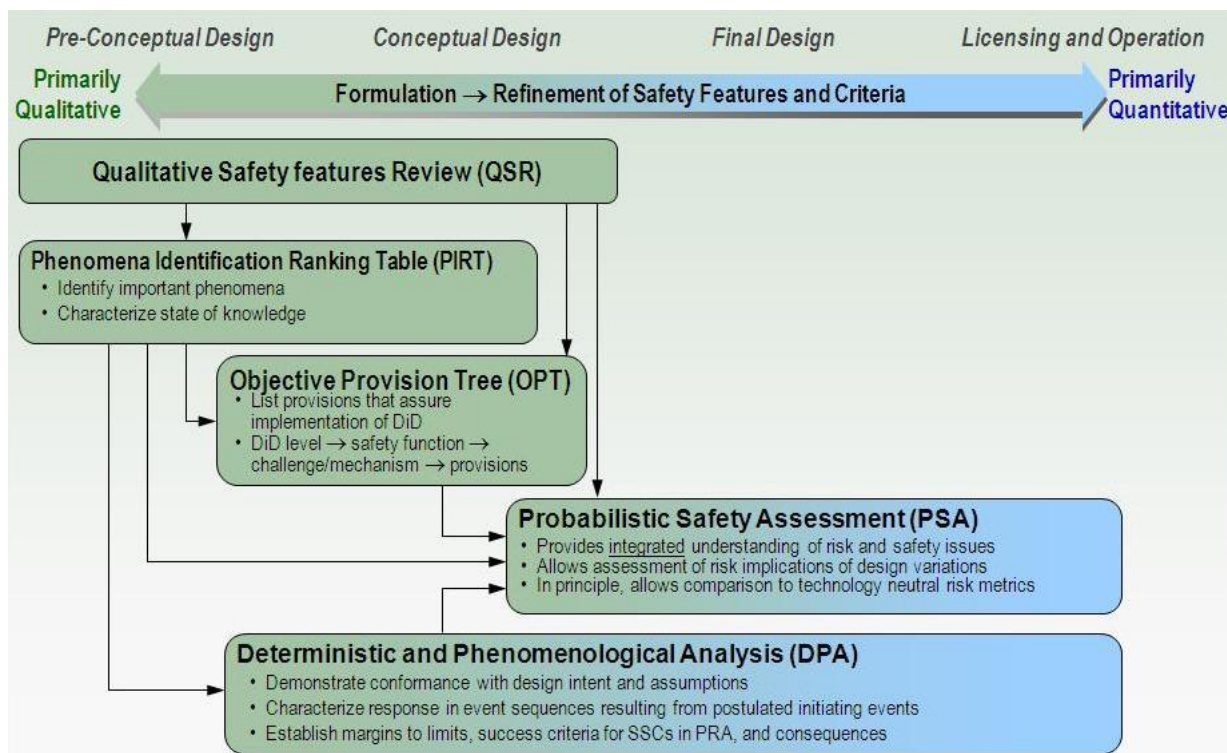 Pre-Conceptual Design Conceptual Design Final Design Licensing and Operation
Primarily
Qualitative
Formulation → Refinement of Safety Features and Criteria
Primarily
Quantitative
Qualitative Safety features Review (QSR)
Phenomena Identification Ranking Table (PIRT)
• Identify important phenomena
• Characterize state of knowledge
Objective Provision Tree (OPT)
• List provisions that assure
implementation of DiD
• DiD level → safety function →
challenge/mechanism → provisions
Probabilistic Safety Assessment (PSA)
• Provides integrated understanding of risk and safety issues
• Allows assessment of risk implications of design variations
• In principle, allows comparison to technology neutral risk metrics
Deterministic and Phenomenological Analysis (DPA)
• Demonstrate conformance with design intent and assumptions
• Characterize response in event sequences resulting from postulated initiating events
• Establish margins to limits, success criteria for SSCs in PRA, and consequences